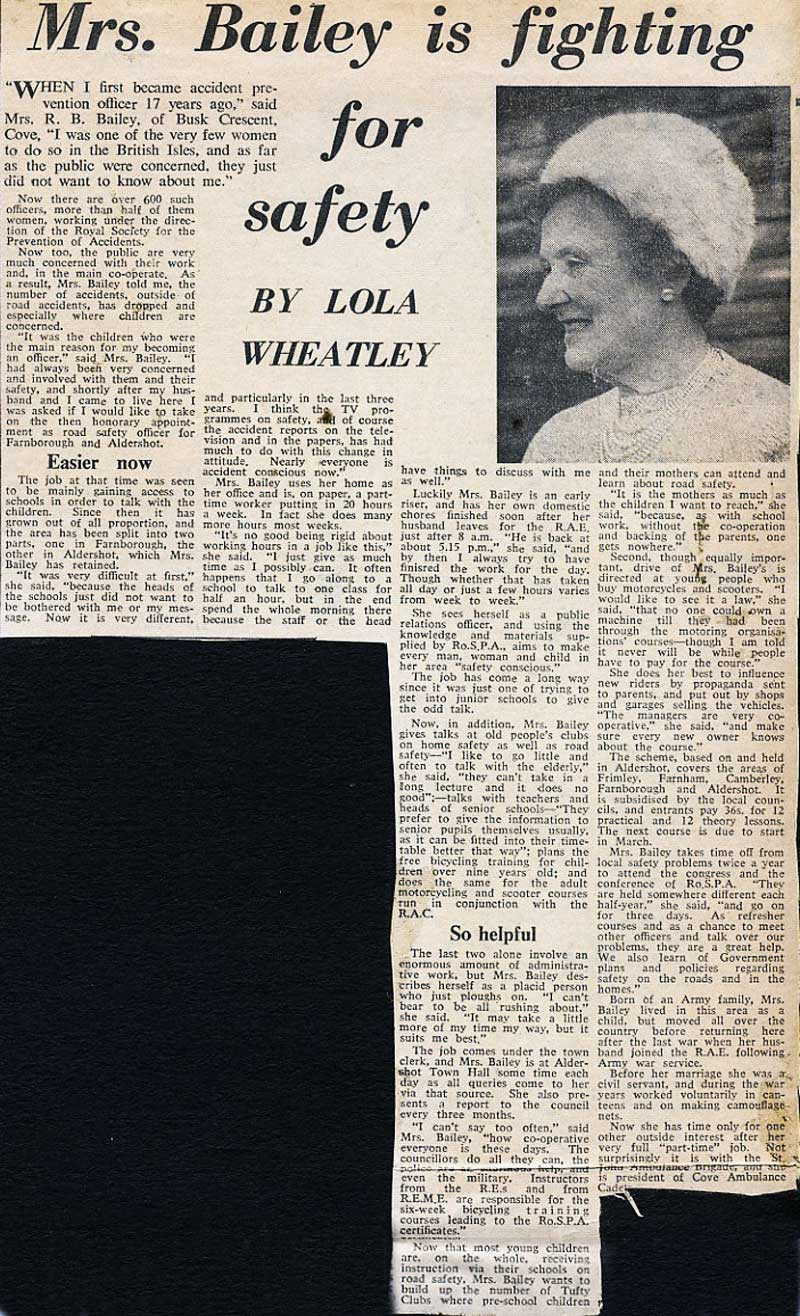 Mrs. Bailey is fighting
for
safety
BY LOLA
WHEATLEY
"WHEN I first became accident pre-
vention officer 17 years ago," said
Mrs. R. B. Bailey, of Busk Crescent,
Cove, "I was one of the very few women
to do so in the British Isles, and as far
as the public were concerned, they just
did not want to know about me."
Now there are over 600 such
officers, more than half of them
women, working under the direc-
tion of the Royal Society for the
Prevention of Accidents.
Now too, the public are very
much concerned with their work
and, in the main co-operate. As
a result, Mrs. Bailey told me, the
number of accidents, outside of
road accidents, has dropped and
especially where children are
concerned.
"It was the children who were
the main reason for my becoming
an officer," said Mrs. Bailey. "I
had always been very concerned
and involved with them and their
safety, and shortly after my hus-
band and I came to live here I
was asked if I would like to take
on the then honorary appoint-
ment as road safety officer for
Farnborough and Aldershot.
Easier now
The job at that time was seen
to be mainly gaining access to
schools in order to talk with the
children. Since then it has
grown out of all proportion, and
the area has been split into two
parts, one in Farnborough, the
other in Aldershot, which Mrs.
Bailey has retained.
"It was very difficult at first,"
she said, "because the heads of
the schools just did not want to
be bothered with me or my mes-
sage. Now it is very different,
and particularly in the last three
years. I think the TV pro-
grammes on safety, and of course
the accident reports on the tele-
vision and in the papers, has had
much to do with this change in
attitude. Nearly everyone is
accident conscious now."
Mrs. Bailey uses her home as
her office and is, on paper, a part-
time worker putting in 20 hours
a week. In fact she does many
more hours most weeks.
"It's no good being rigid about
working hours in a job like this,"
she said. "I just give as much
time as I possibly can. It often
happens that I go along to a
school to talk to one class for
half an hour, but in the end
spend the whole morning there
because the staff or the head
have things to discuss with me
as well."
Luckily Mrs. Bailey is an early
riser, and has her own domestic
chores finished soon after her
husband leaves for the R.A.E.
just after 8 a.m. "He is back at
about 5.15 p.m.," she said, "and
by then I always try to have
finisred the work for the day.
Though whether that has taken
all day or just a few hours varies
from week to week."
She sees herself as a public
relations officer, and using the
knowledge and materials sup-
plied by Ro.S.P.A., aims to make
every man, woman and child in
her area "safety conscious."
The job has come a long way
since it was just one of trying to
get into junior schools to give
the odd talk.
Now, in addition, Mrs. Bailey
gives talks at old people's clubs
on home safety as well as road
safety—"I like to go little and
often to talk with the elderly,"
she said, "they can't take in a
long lecture and it does no
good";—talks with teachers and
heads of senior schools—"They
prefer to give the information to
senior pupils themselves usually,
as it can be fitted into their time-
table better that way"; plans the
free bicycling training for chil-
dren over nine years old; and
does the same for the adult
motorcycling and scooter courses
run in conjunction with the
R.A.C.
So helpful
The last two alone involve an
enormous amount of administra-
tive work, but Mrs. Bailey des-
cribes herself as a placid person
who just ploughs on. "I can't
bear to be all rushing about,"
she said. "It may take a little
more of my time my way, but it
suits me best."
The job comes under the town
clerk, and Mrs. Bailey is at Alder-
shot Town Hall some time each
day as all queries come to her
via that source. She also pre-
sents a report to the council
every three months.
"I can't say too often," said
Mrs. Bailey, "how co-operative
everyone is these days. The
councillors do all they can, the
police are an enormous help, and
even the military. Instructors
from the R.E.s and from
R.E.M.E. are responsible for the
six-week bicycling training
courses leading to the Ro.S.P.A.
certificates."
Now that most young children
are, on the whole, receiving
instruction via their schools on
road safety, Mrs. Bailey wants to
build up the number of Tufty
Clubs where pre-school children
and their mothers can attend and
learn about road safety.
"It is the mothers as much as
the children I want to reach," she
said, "because, as with school
work, without the co-operation
and backing of the parents, one
gets nowhere."
Second, though equally impor-
tant, drive of Mrs. Bailey's is
directed at young people who
buy motorcycles and scooters. "I
would like to see it a law," she
said, "that no one could own a
machine till they had been
through the motoring organisa-
tions' courses—though I am told
it never will be while people
have to pay for the course."
She does her best to influence
new riders by propaganda sent
to parents, and put out by shops
and garages selling the vehicles.
"The managers are very co-
operative," she said, "and make
sure every new owner knows
about the course."
The scheme, based on and held
in Aldershot, covers the areas of
Frimley, Farnham, Camberley,
Farnborough and Aldershot. It
is subsidised by the local coun-
cils, and entrants pay 36s. for 12
practical and 12 theory lessons.
The next course is due to start
in March.
Mrs. Bailey takes time off from
local safety problems twice a year
to attend the congress and the
conference of Ro.S.P.A. "They
are held somewhere different each
half-year," she said, "and go on
for three days. As refresher
courses and as a chance to meet
other officers and talk over our
problems, they are a great help.
We also learn of Government
plans and policies regarding
safety on the roads and in the
homes."
Born of an Army family, Mrs.
Bailey lived in this area as a
child, but moved all over the
country before returning here
after the last war when her hus-
band joined the R.A.E. following
Army war service.
Before her marriage she was a
civil servant, and during the war
years worked voluntarily in can-
teens and on making camouflage
nets.
Now she has time only for one
other outside interest after her
very full "part-time" job. Not
surprisingly it is with the St.
John Ambulance Brigade, and she
is president of Cove Ambulance
Cadets.